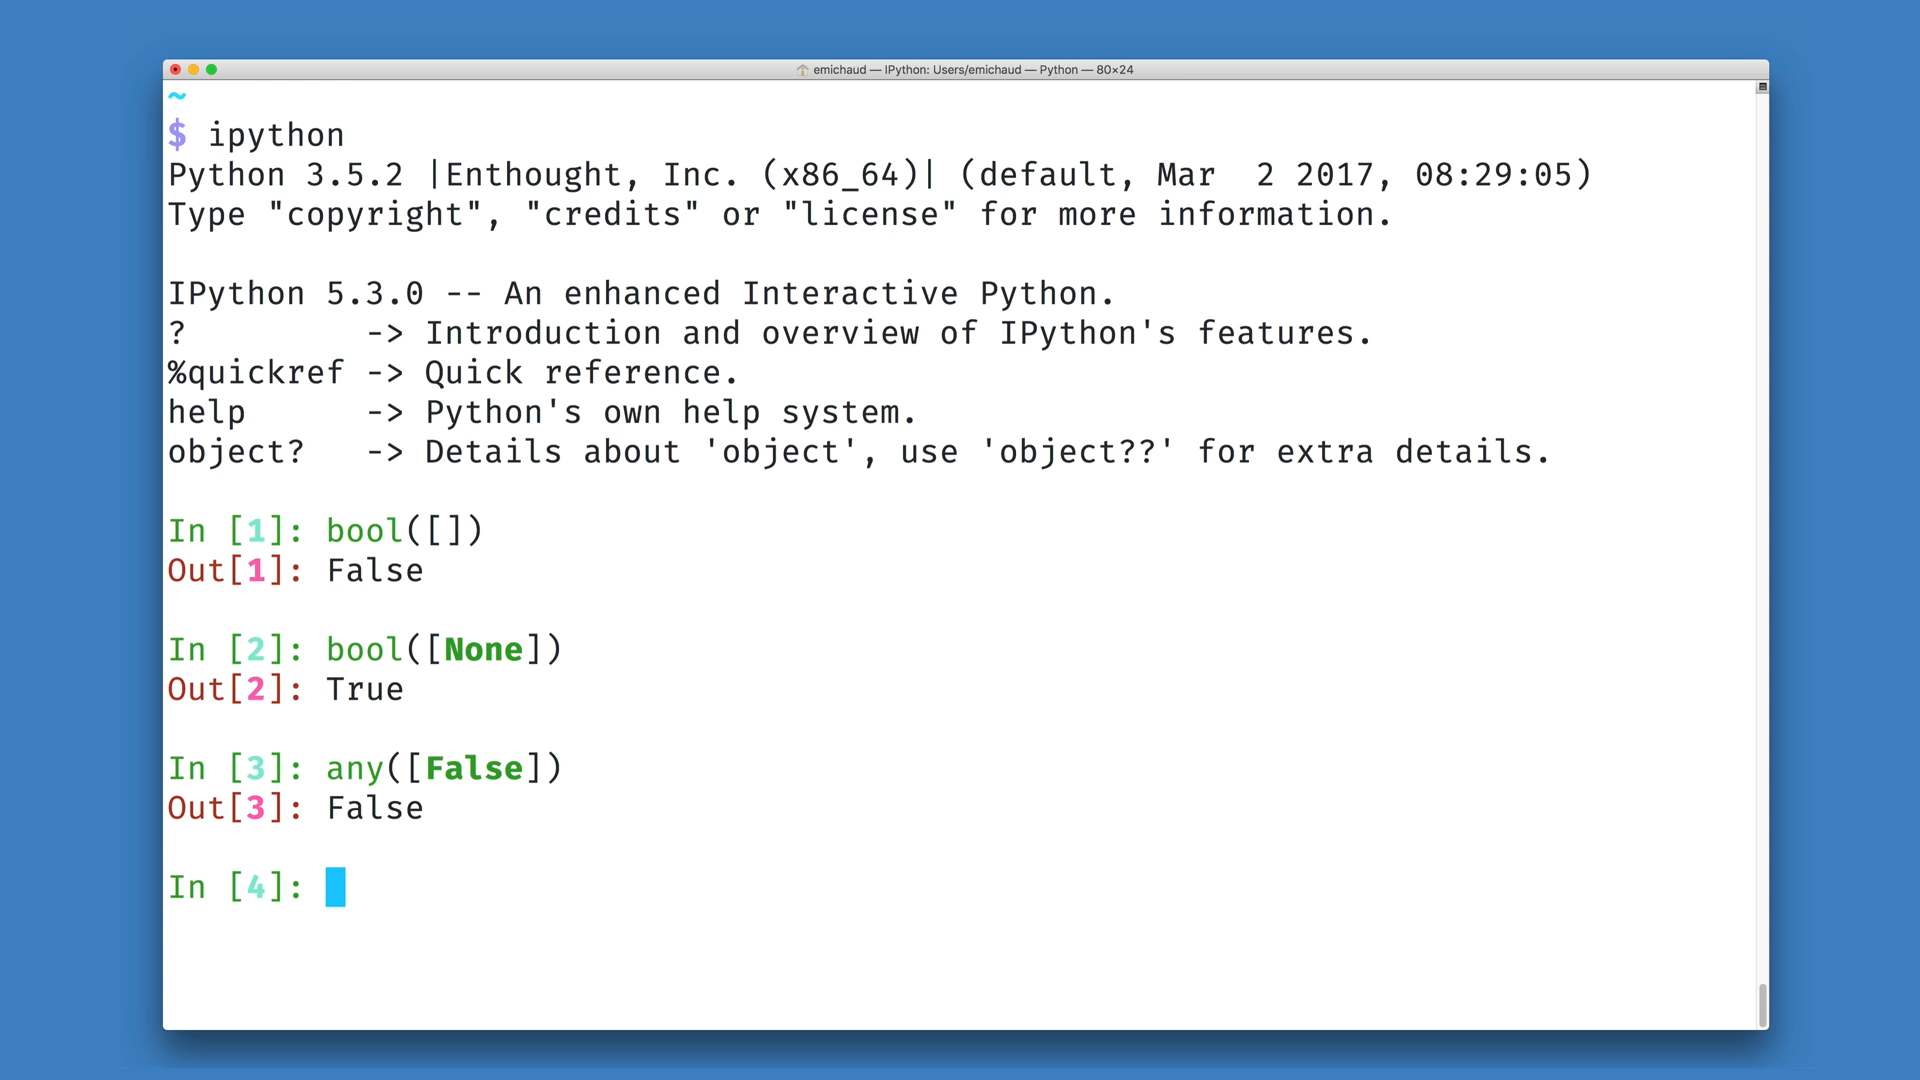 emichaud — IPython: Users/emichaud — Python — 80×24
~
$ ipython
Python 3.5.2 |Enthought, Inc. (x86_64)| (default, Mar  2 2017, 08:29:05)
Type "copyright", "credits" or "license" for more information.
IPython 5.3.0 -- An enhanced Interactive Python.
?         -> Introduction and overview of IPython's features.
%quickref -> Quick reference.
help      -> Python's own help system.
object?   -> Details about 'object', use 'object??' for extra details.
In [1]: bool([])
Out[1]: False
In [2]: bool([None])
Out[2]: True
In [3]: any([False])
Out[3]: False
In [4]: